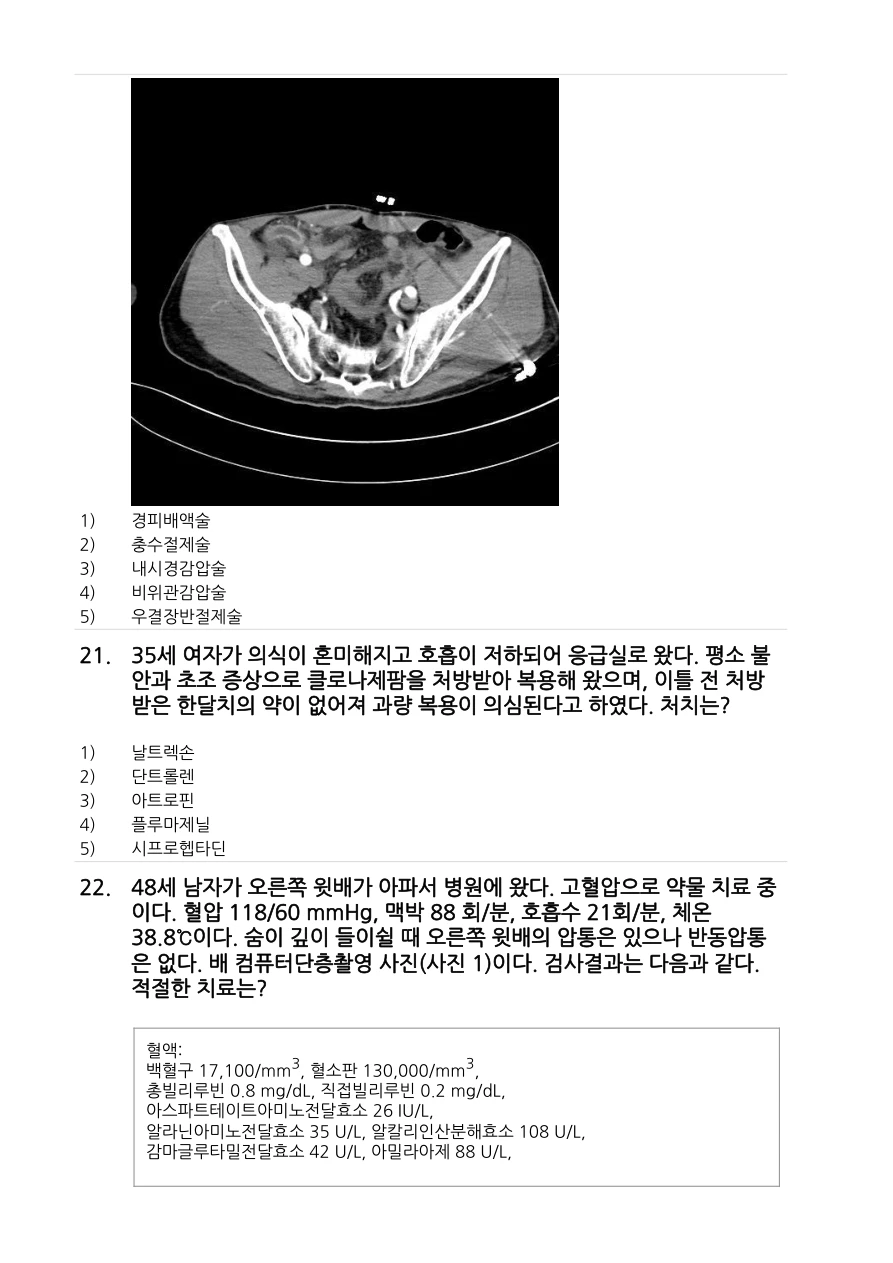 1) 경피배액술
2) 충수절제술
3) 내시경감압술
4) 비위관감압술
5) 우결장반절제술
21. 35세 여자가 의식이 혼미해지고 호흡이 저하되어 응급실로 왔다. 평소 불
안과 초조 증상으로 클로나제팜을 처방받아 복용해 왔으며, 이틀 전 처방
받은 한달치의 약이 없어져 과량 복용이 의심된다고 하였다. 처치는?
1) 날트렉손
2) 단트롤렌
3) 아트로핀
4) 플루마제닐
5) 시프로헵타딘
22. 48세 남자가 오른쪽 윗배가 아파서 병원에 왔다. 고혈압으로 약물 치료 중
이다. 혈압 118/60 mmHg, 맥박 88 회/분, 호흡수 21회/분, 체온
38.8℃이다. 숨이 깊이 들이쉴 때 오른쪽 윗배의 압통은 있으나 반동압통
은 없다. 배 컴퓨터단층촬영 사진(사진 1)이다. 검사결과는 다음과 같다.
적절한 치료는?
혈액:
백혈구 17,100/mm³, 혈소판 130,000/mm³,
총빌리루빈 0.8 mg/dL, 직접빌리루빈 0.2 mg/dL,
아스파트테이트아미노전달효소 26 IU/L,
알라닌아미노전달효소 35 U/L, 알칼리인산분해효소 108 U/L,
감마글루타밀전달효소 42 U/L, 아밀라아제 88 U/L,